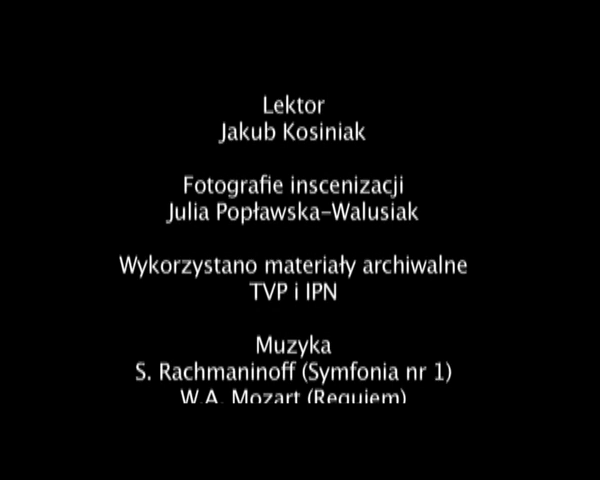 Lektor
Jakub Kosiniak
Fotografie inscenizacji
Julia Popławska-Walusiak
Wykorzystano materiały archiwalne
TVP i IPN
Muzyka
S. Rachmaninoff (Symfonia nr 1)
W.A. Mozart (Requiem)